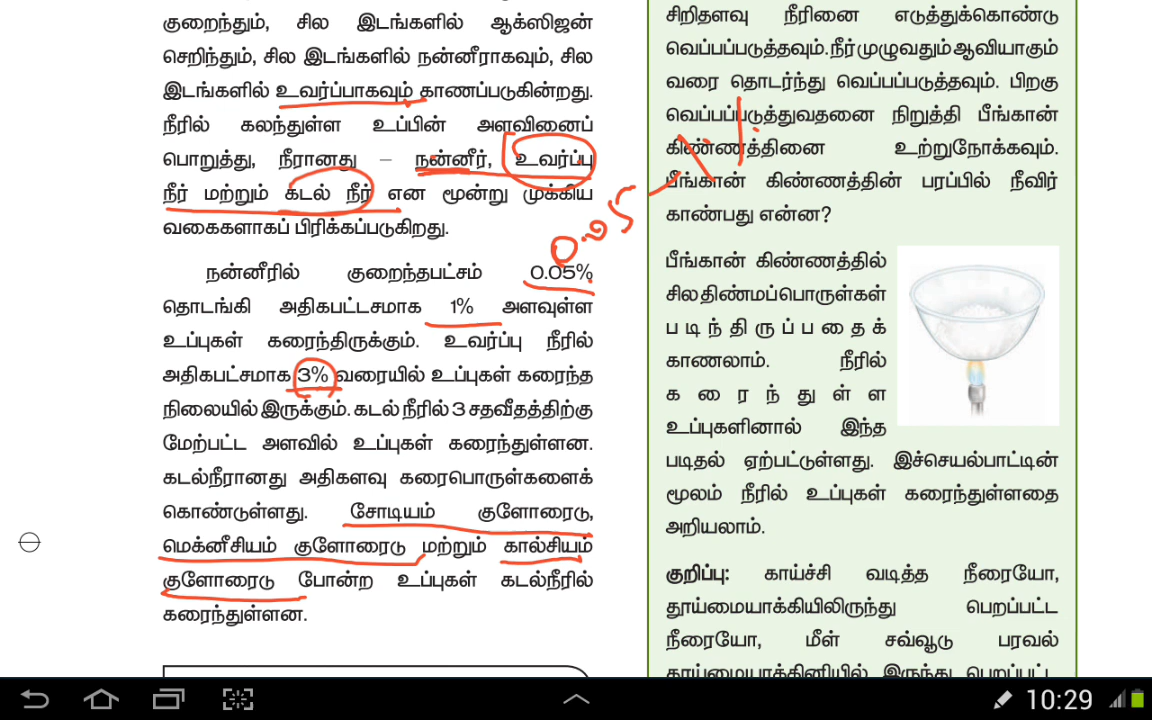 குறைந்தும், சில இடங்களில் ஆக்ஸிஜன்
செறிந்தும், சில இடங்களில் நன்னீராகவும், சில
இடங்களில் உவர்ப்பாகவும் காணப்படுகின்றது.
நீரில் கலந்துள்ள உப்பின் அளவினைப்
பொறுத்து, நீரானது – நன்னீர், உவர்ப்பு
நீர் மற்றும் கடல் நீர் என மூன்று முக்கிய
வகைகளாகப் பிரிக்கப்படுகிறது.
நன்னீரில் குறைந்தபட்சம் 0.05%
தொடங்கி அதிகபட்சமாக 1% அளவுள்ள
உப்புகள் கரைந்திருக்கும். உவர்ப்பு நீரில்
அதிகபட்சமாக 3% வரையில் உப்புகள் கரைந்த
நிலையில் இருக்கும். கடல் நீரில் 3 சதவீதத்திற்கு
மேற்பட்ட அளவில் உப்புகள் கரைந்துள்ளன.
கடல்நீரானது அதிகளவு கரைபொருள்களைக்
கொண்டுள்ளது. சோடியம் குளோரைடு,
மெக்னீசியம் குளோரைடு மற்றும் கால்சியம்
குளோரைடு போன்ற உப்புகள் கடல்நீரில்
கரைந்துள்ளன.
சிறிதளவு நீரினை எடுத்துக்கொண்டு
வெப்பப்படுத்தவும். நீர் முழுவதும் ஆவியாகும்
வரை தொடர்ந்து வெப்பப்படுத்தவும். பிறகு
வெப்பப்படுத்துவதனை நிறுத்தி பீங்கான்
கிண்ணத்தினை உற்றுநோக்கவும்.
பீங்கான் கிண்ணத்தின் பரப்பில் நீவிர்
காண்பது என்ன?
பீங்கான் கிண்ணத்தில்
சில திண்மப்பொருள்கள்
படிந்திருப்பதைக்
காணலாம். நீரில்
கரைந்துள்ள
உப்புகளினால் இந்த
படிதல் ஏற்பட்டுள்ளது. இச்செயல்பாட்டின்
மூலம் நீரில் உப்புகள் கரைந்துள்ளதை
அறியலாம்.
குறிப்பு: காய்ச்சி வடித்த நீரையோ,
தூய்மையாக்கியிலிருந்து பெறப்பட்ட
நீரையோ, மீள் சவ்வூடு பரவல்
10:29